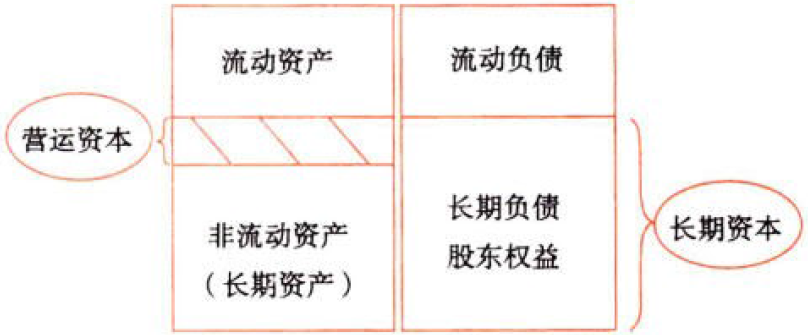 流动资产
流动负债
营运资本
非流动资产
（长期资产）
长期负债
股东权益
长期资本